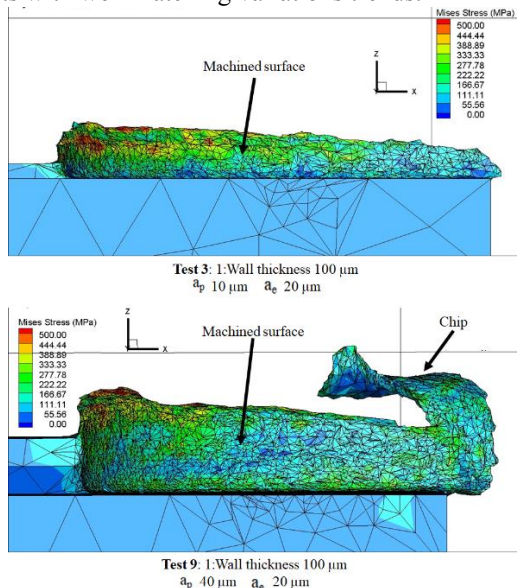 z
x
Machined surface
Mises Stress (MPa)
500.00
444.44
388.89
333.33
277.78
222.22
166.67
111.11
55.56
0.00
Test 3: 1:Wall thickness 100 µm
ap 10 µm ae 20 µm
Mises Stress (MPa)
500.00
444.44
388.89
333.33
277.78
222.22
166.67
111.11
55.56
0.00
z
x
Machined surface
Chip
Test 9: 1:Wall thickness 100 µm
ap 40 µm ae 20 µm